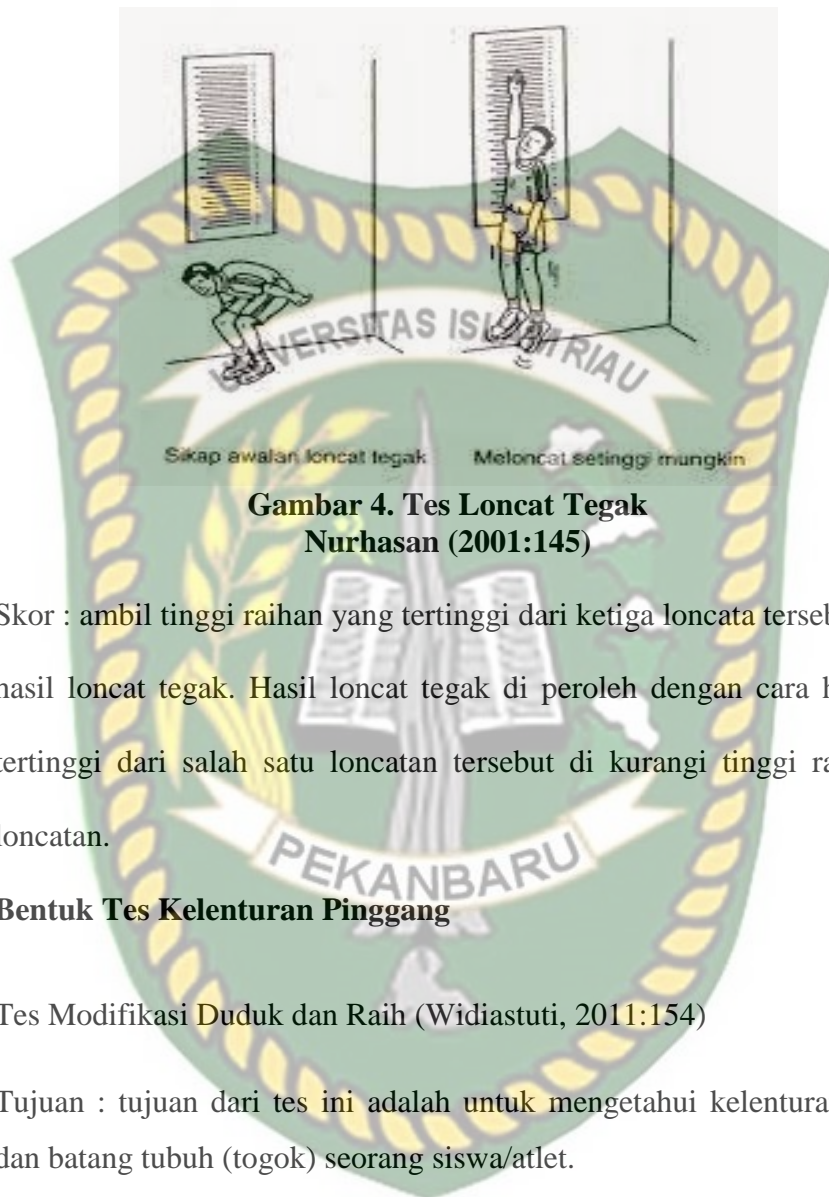 UNIVERSITAS ISLAM RIAU
Sikap awalan loncat tegak Meloncat setinggi mungkin
Gambar 4. Tes Loncat Tegak
Nurhasan (2001:145)
Skor : ambil tinggi raihan yang tertinggi dari ketiga loncata
hasil loncat tegak. Hasil loncat tegak di peroleh dengan cara
tertinggi dari salah satu loncatan tersebut di kurangi tinggi
loncatan.
PEKANBARU
Bentuk Tes Kelenturan Pinggang
Tes Modifikasi Duduk dan Raih (Widiastuti, 2011:154)
Tujuan : tujuan dari tes ini adalah untuk mengetahui
dan batang tubuh (togok) seorang siswa/atlet.